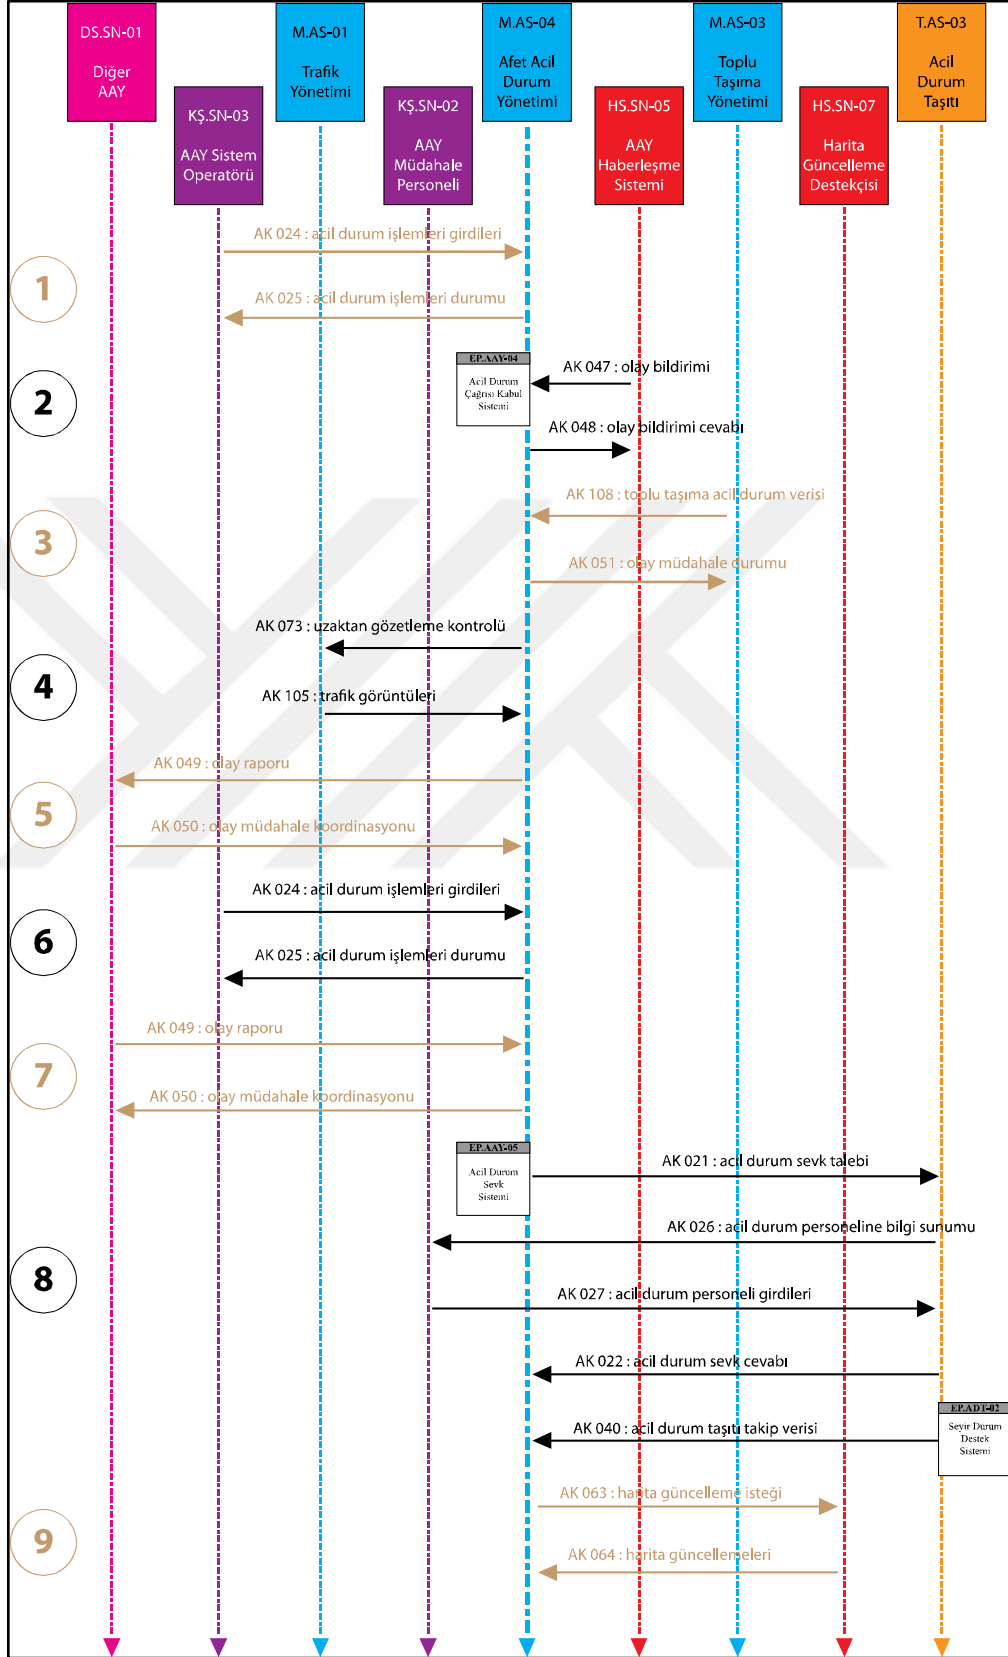 DS.SN-01
Diğer
AAY
KŞ.SN-03
AAY Sistem
Operatörü
M.AS-01
Trafik
Yönetimi
KŞ.SN-02
AAY
Müdahale
Personeli
M.AS-04
Afet Acil
Durum
Yönetimi
HS.SN-05
AAY
Haberleşme
Sistemi
M.AS-03
Toplu
Taşıma
Yönetimi
HS.SN-07
Harita
Güncelleme
Destekçisi
T.AS-03
Acil
Durum
Taşıtı
AK 024 : acil durum işlemleri girdileri
1
AK 025 : acil durum işlemleri durumu
EP.AAY-04
Acil Durum
Çağrısı Kabul
Sistemi
AK 047 : olay bildirimi
2
AK 048 : olay bildirimi cevabı
AK 108 : toplu taşıma acil durum verisi
3
AK 051 : olay müdahale durumu
AK 073 : uzaktan gözetleme kontrolü
4
AK 105 : trafik görüntüleri
AK 049 : olay raporu
5
AK 050 : olay müdahale koordinasyonu
AK 024 : acil durum işlemleri girdileri
6
AK 025 : acil durum işlemleri durumu
AK 049 : olay raporu
7
AK 050 : olay müdahale koordinasyonu
EP.AAY-05
Acil Durum
Sevk
Sistemi
AK 021 : acil durum sevk talebi
AK 026 : acil durum personeline bilgi sunumu
8
AK 027 : acil durum personeli girdileri
AK 022 : acil durum sevk cevabı
EP.ADT-02
Seyir Durum
Destek
Sistemi
AK 040 : acil durum taşıtı takip verisi
AK 063 : harita güncelleme isteği
9
AK 064 : harita güncellemeleri